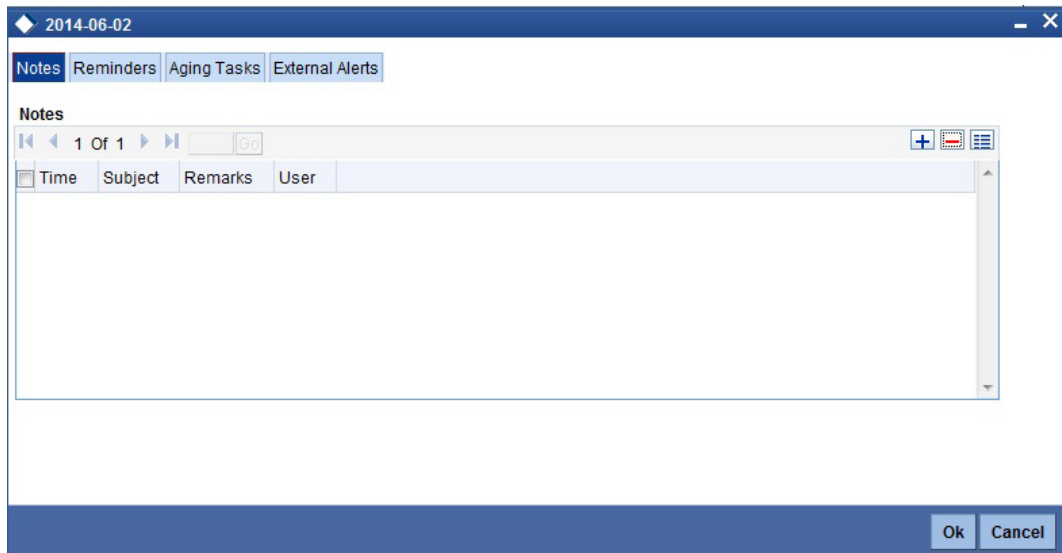 2014-06-02
Notes Reminders Aging Tasks External Alerts
Notes
1 Of 1 Go
Time Subject Remarks User
Ok Cancel